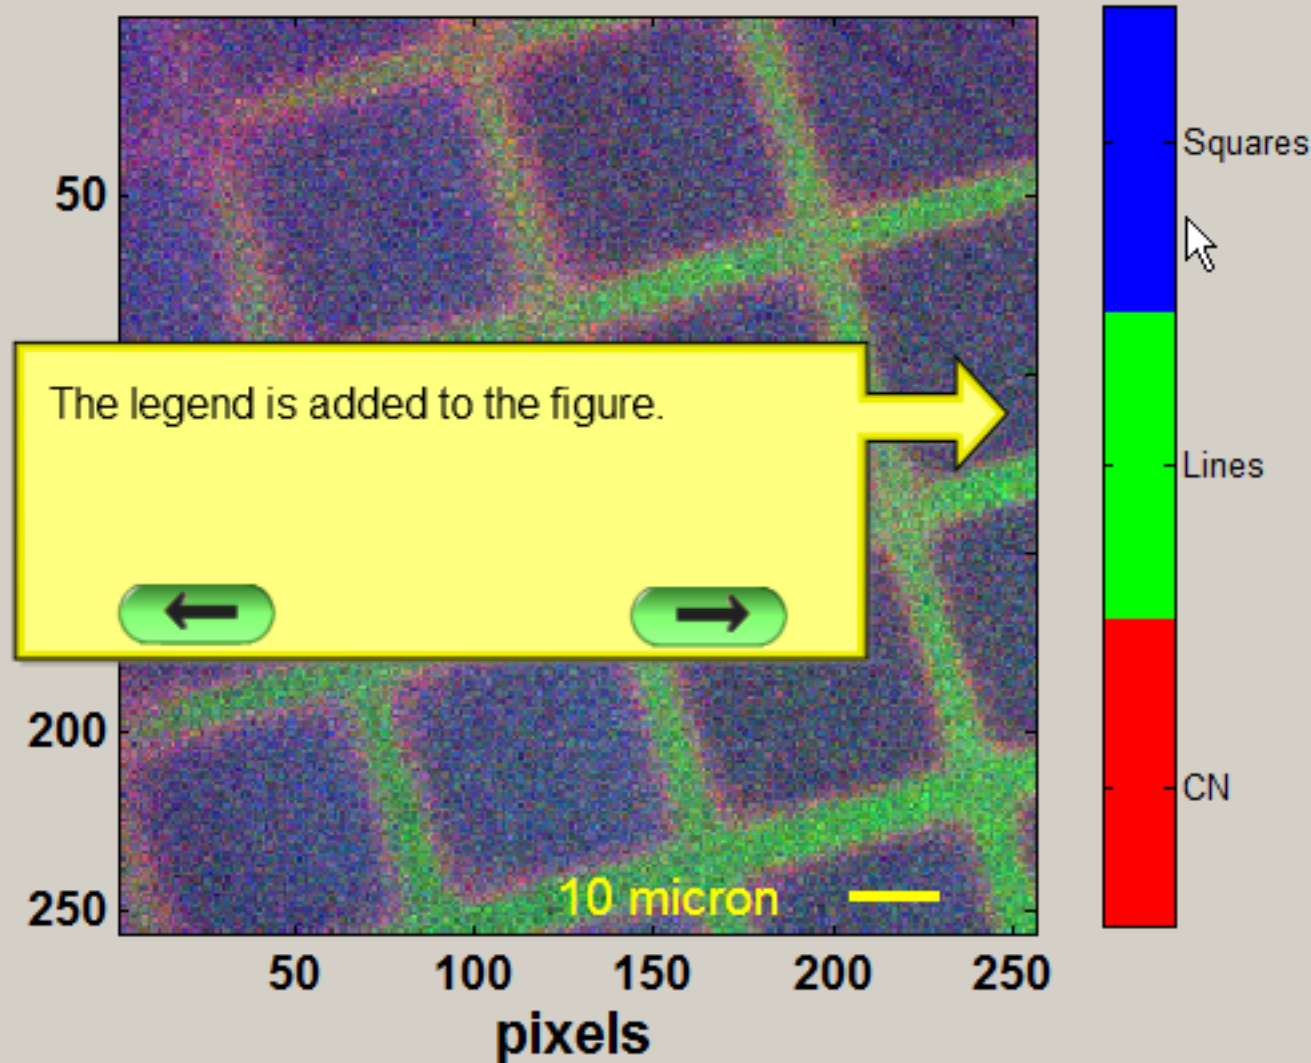 Squares
50
The legend is added to the figure.
Lines
200
CN
10 micron
250
50 100 150 200 250
pixels